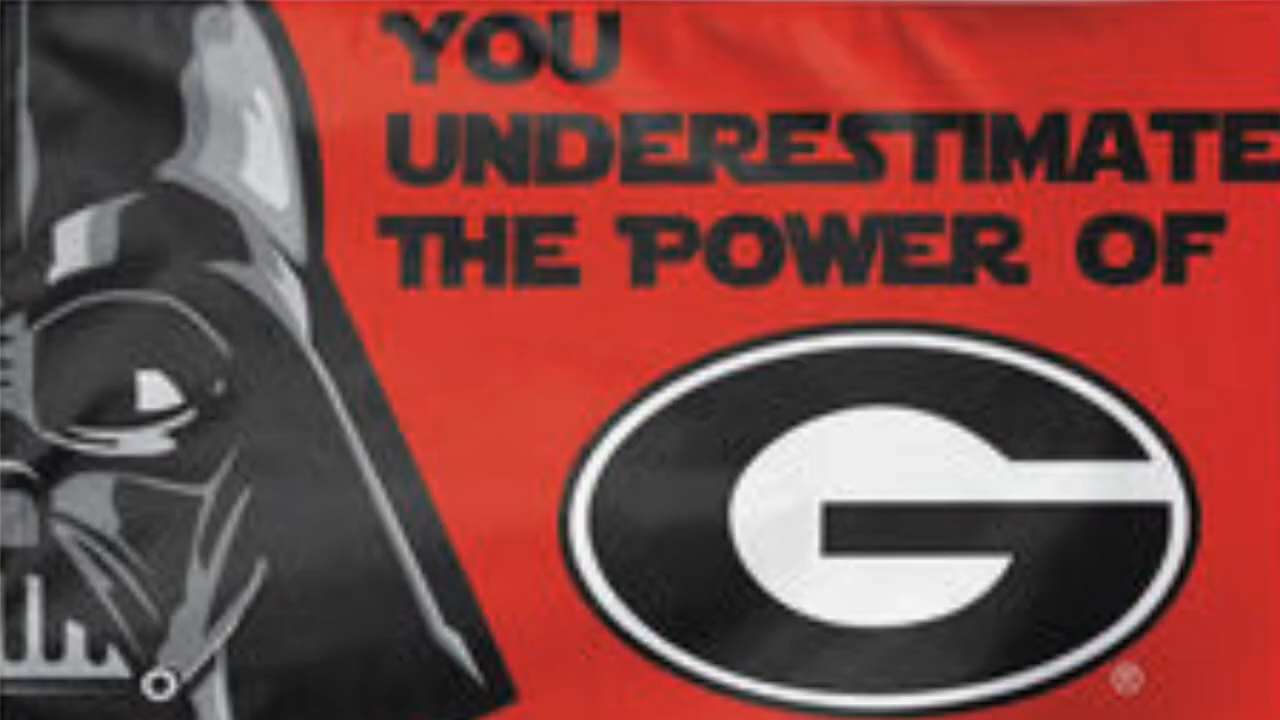 YOU
UNDERESTIMATE
THE POWER OF
G
®